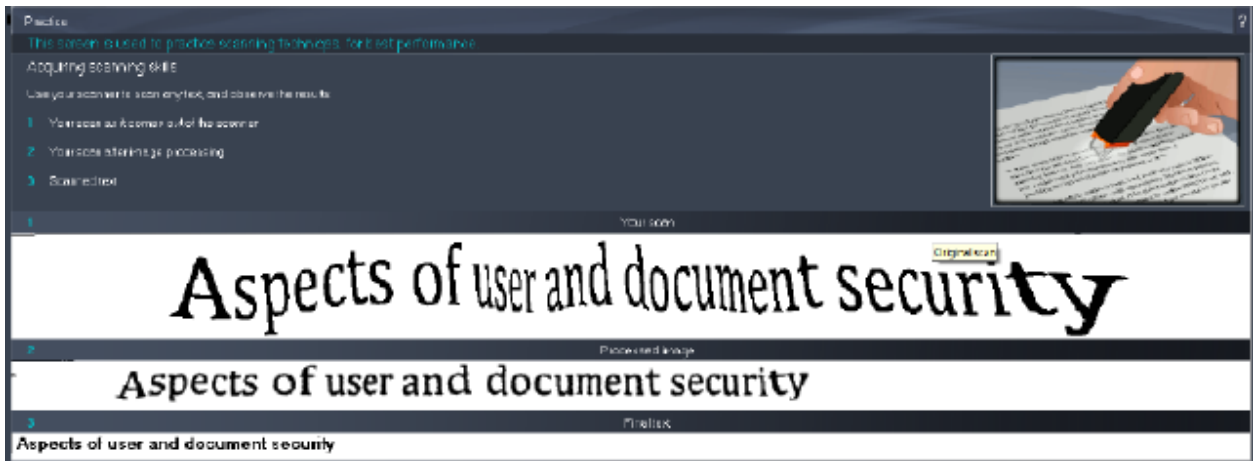 Practice
?
This screen is used to practice scanning techniqes, for best performance.
Acquiring scanning skills
Use your scanner to scan any text, and observe the results
1 Your scan as it comes out of the scanner
2 Your scan after image processing
3 Scanned text
1 Your scan
Original scan
Aspects of user and document security
2 Processed image
Aspects of user and document security
3 Final text
Aspects of user and document security